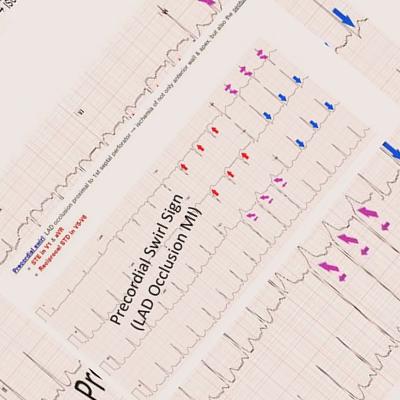 Precordial Swirl Sign
(LAD Occlusion MI)
Precordial swirl: LAD occlusion proximal to 1st septal perforator — ischemia of not only anterior wall & apex, but also the
STE in V1 & aVR
Reciprocal STD in V5-V6
Pr